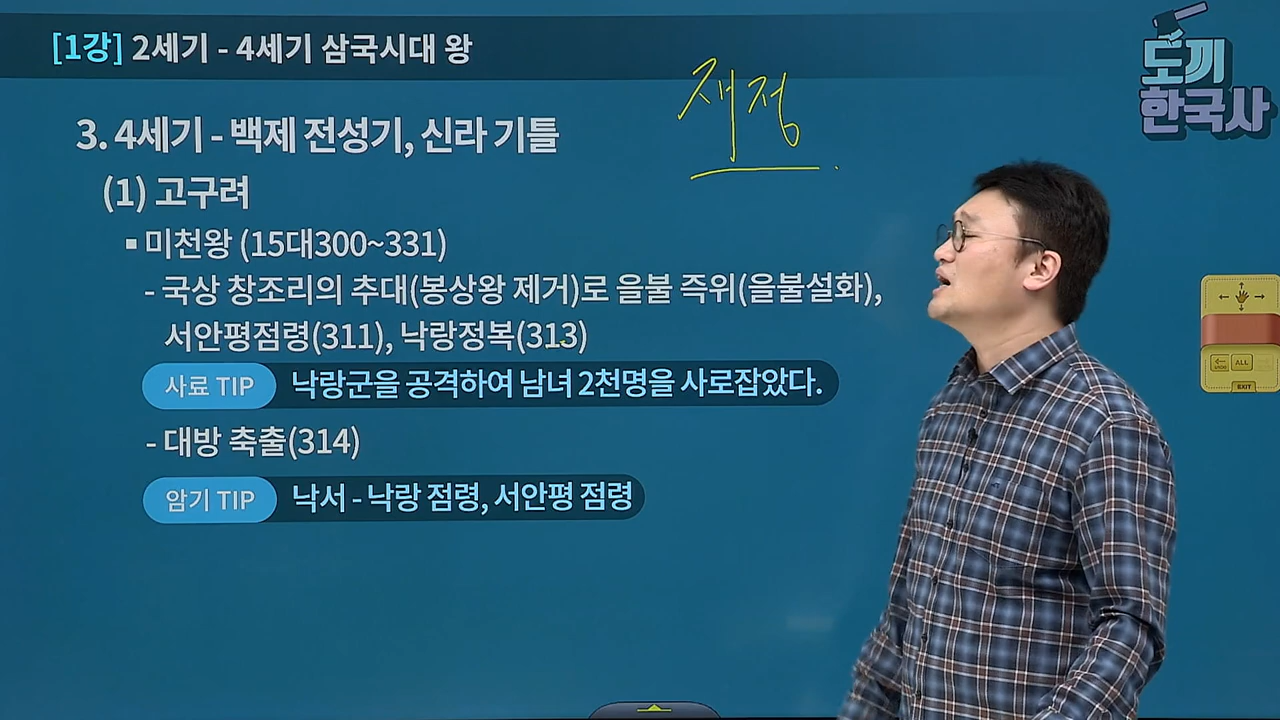 [1강] 2세기 - 4세기 삼국시대 왕
도끼
한국사
재정
3. 4세기 - 백제 전성기, 신라 기틀
(1) 고구려
▪ 미천왕 (15대300~331)
- 국상 창조리의 추대(봉상왕 제거)로 을불 즉위(을불설화),
서안평점령(311), 낙랑정복(313)
사료 TIP 낙랑군을 공격하여 남녀 2천명을 사로잡았다.
- 대방 축출(314)
암기 TIP 낙서 - 낙랑 점령, 서안평 점령
ALL
EXIT